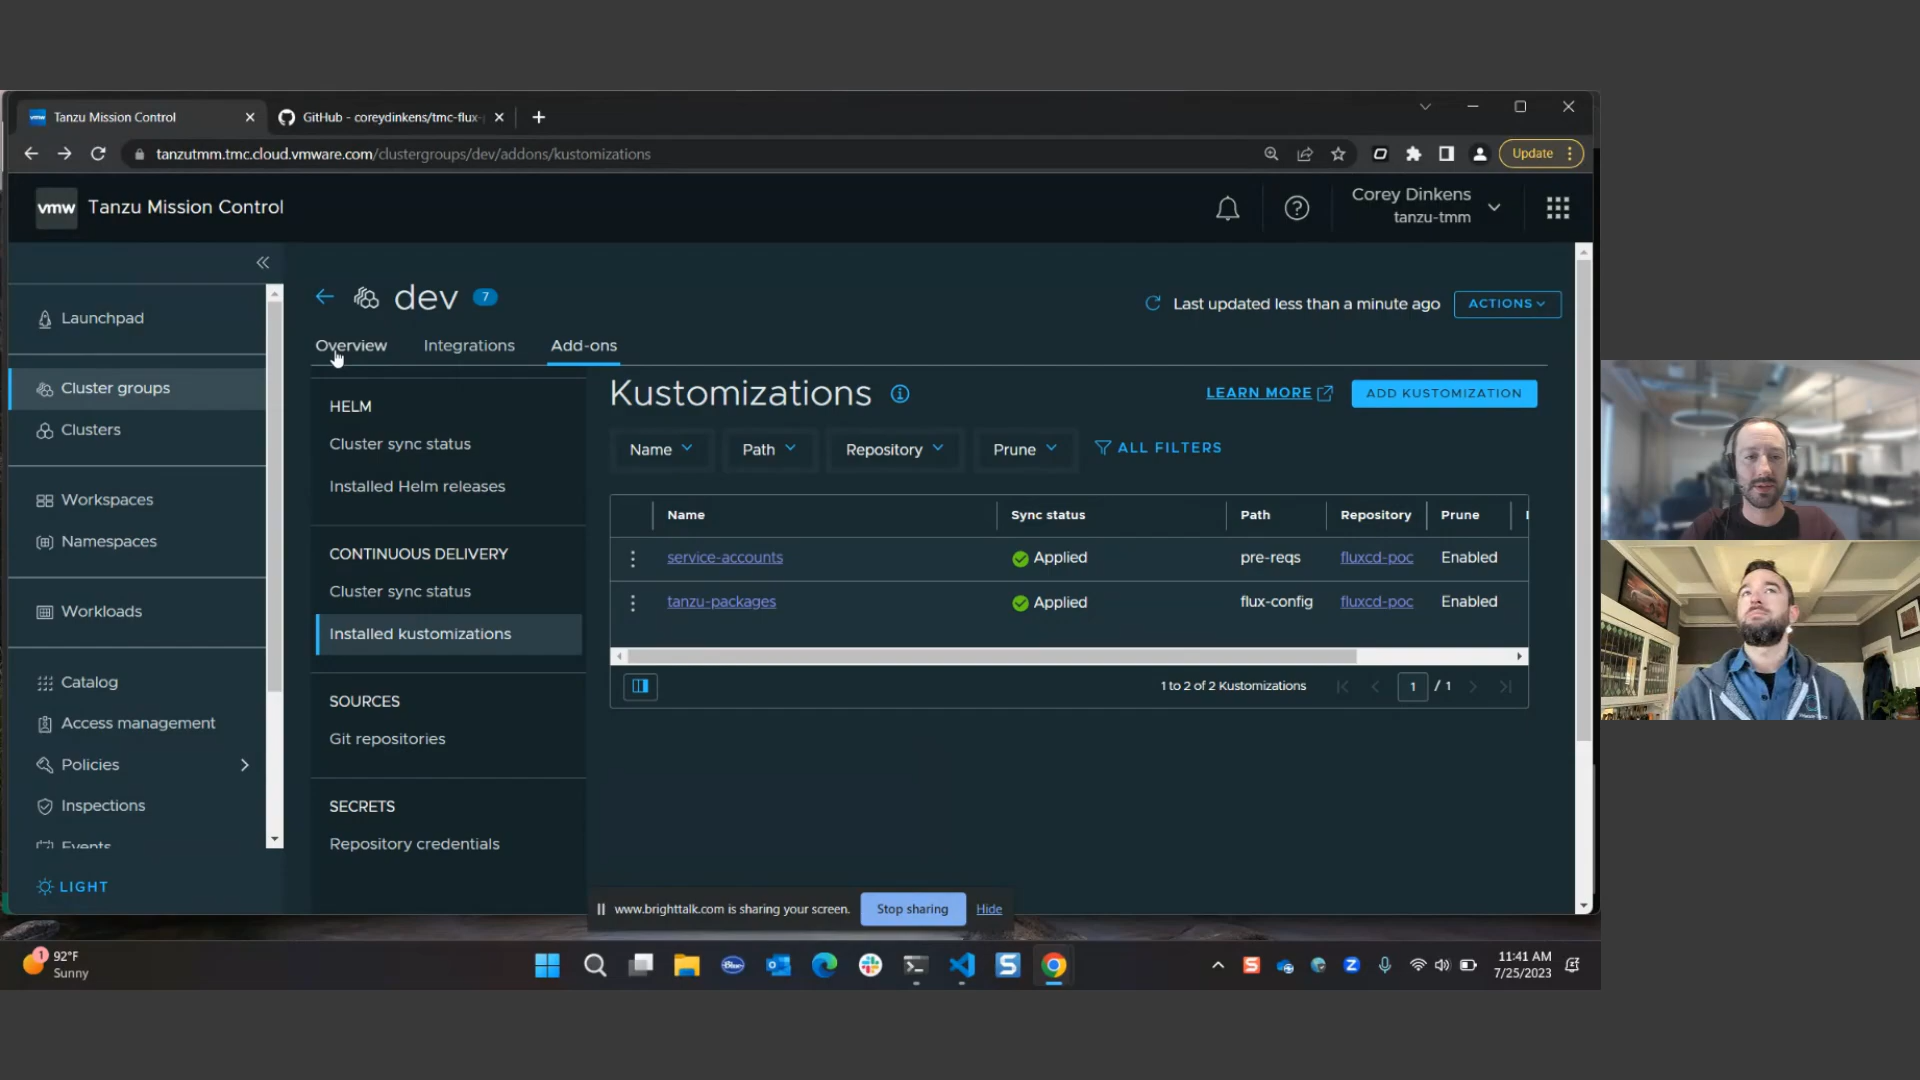 Tanzu Mission Control
GitHub - coreydinkens/tmc-flux-
tanzutmm.tmc.cloud.vmware.com/clustergroups/dev/addons/kustomizations
Update
vmw Tanzu Mission Control
Corey Dinkens
tanzu-tmm
Launchpad
Cluster groups
Clusters
Workspaces
Namespaces
Workloads
Catalog
Access management
Policies
Inspections
Events
LIGHT
dev 7
Last updated less than a minute ago
ACTIONS
Overview Integrations Add-ons
HELM
Cluster sync status
Installed Helm releases
CONTINUOUS DELIVERY
Cluster sync status
Installed kustomizations
SOURCES
Git repositories
SECRETS
Repository credentials
Kustomizations
LEARN MORE
ADD KUSTOMIZATION
Name Path Repository Prune ALL FILTERS
Name Sync status Path Repository Prune
service-accounts Applied pre-reqs fluxcd-poc Enabled
tanzu-packages Applied flux-config fluxcd-poc Enabled
1 to 2 of 2 Kustomizations 1 / 1
www.brighttalk.com is sharing your screen. Stop sharing Hide
1
92°F
Sunny
11:41 AM
7/25/2023